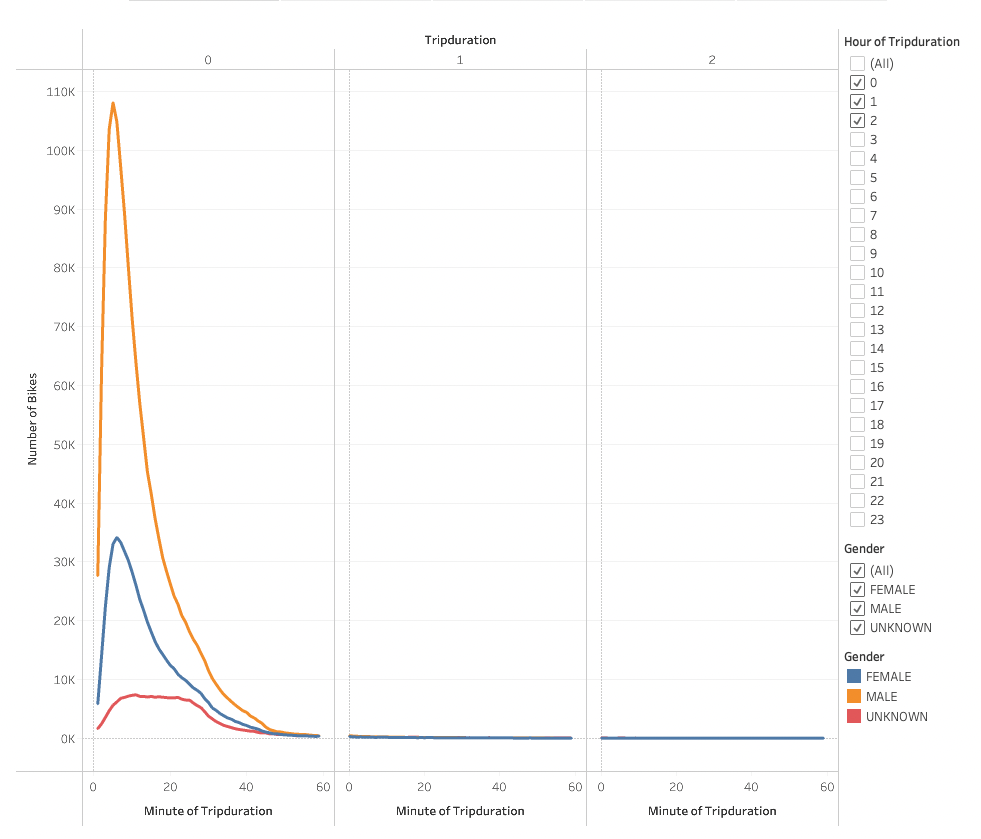 Tripduration
0 1 2
110K
100K
90K
80K
70K
60K
50K
40K
30K
20K
10K
0K
Number of Bikes
0 20 40 60 0 20 40 60 0 20 40 60
Minute of Tripduration Minute of Tripduration Minute of Tripduration
Hour of Tripduration
(All)
0
1
2
3
4
5
6
7
8
9
10
11
12
13
14
15
16
17
18
19
20
21
22
23
Gender
(All)
FEMALE
MALE
UNKNOWN
Gender
FEMALE
MALE
UNKNOWN